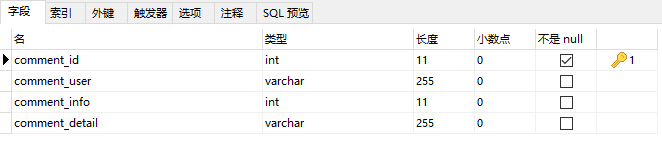 字段 索引 外键 触发器 选项 注释 SQL 预览
名 类型 长度 小数点 不是 null
comment_id int 11 0 1
comment_user varchar 255 0
comment_info int 11 0
comment_detail varchar 255 0